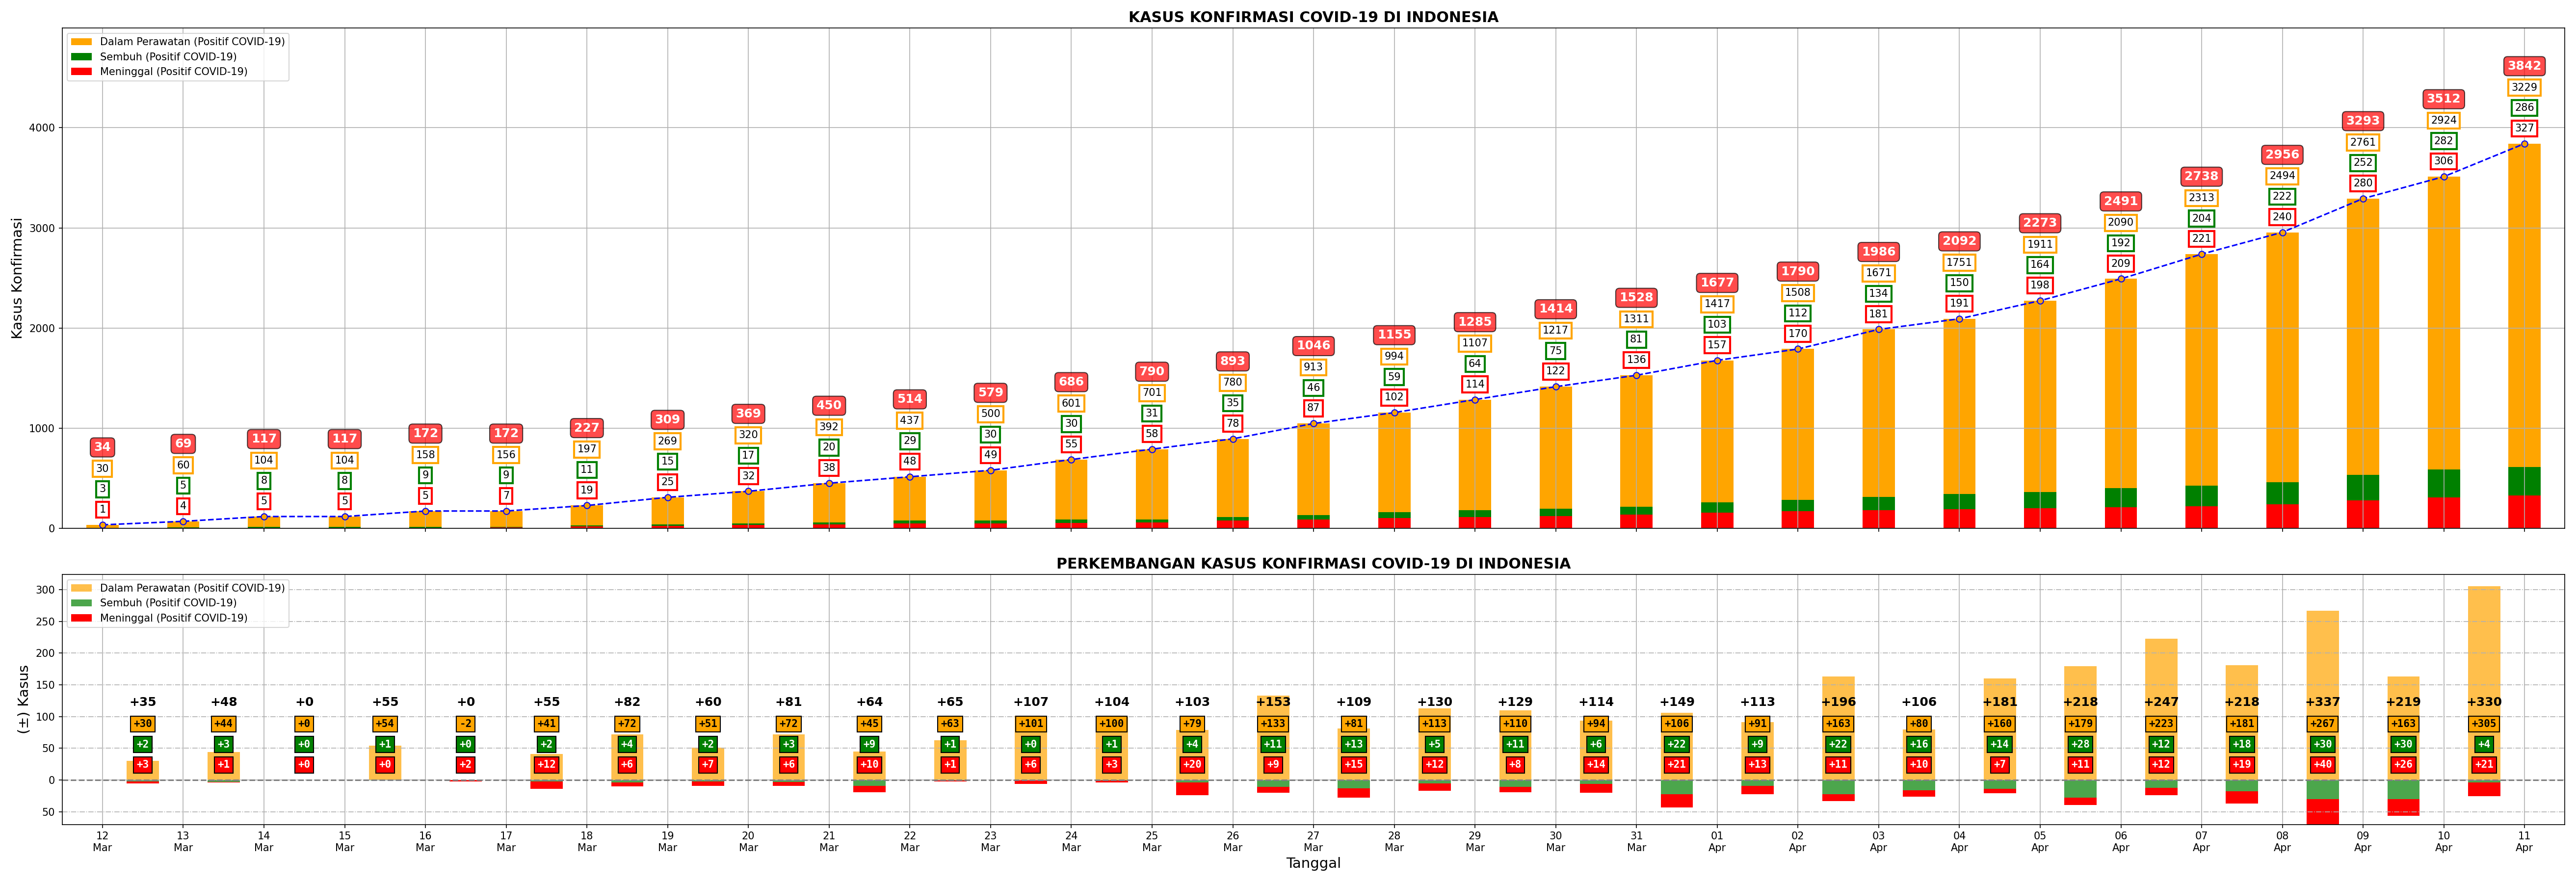 KASUS KONFIRMASI COVID-19 DI INDONESIA
Dalam Perawatan (Positif COVID-19)
Sembuh (Positif COVID-19)
Meninggal (Positif COVID-19)
Kasus Konfirmasi
4000
3000
2000
1000
0
34 69 117 117 172 172 227 309 369 450 514 579 686 790 893 1046 1155 1285 1414 1528 1677 1790 1986 2092 2273 2491 2738 2956 3293 3512 3842
30 60 104 104 158 156 197 269 320 392 437 500 601 701 780 913 994 1107 1217 1311 1417 1508 1671 1751 1911 2090 2313 2494 2761 2924 3229
3 5 8 8 9 9 11 15 17 20 29 30 30 31 35 46 59 64 75 81 103 112 134 150 164 192 204 222 252 282 286
1 4 5 5 5 7 19 25 32 38 48 49 55 58 78 87 102 114 122 136 157 170 181 191 198 209 221 240 280 306 327
PERKEMBANGAN KASUS KONFIRMASI COVID-19 DI INDONESIA
Dalam Perawatan (Positif COVID-19)
Sembuh (Positif COVID-19)
Meninggal (Positif COVID-19)
(±) Kasus
300
250
200
150
100
50
0
50
+35 +48 +0 +55 +0 +55 +82 +60 +81 +64 +65 +107 +104 +103 +153 +109 +130 +129 +114 +149 +113 +196 +106 +181 +218 +247 +218 +337 +219 +330
+30 +44 +0 +54 -2 +41 +72 +51 +72 +45 +63 +101 +100 +79 +133 +81 +113 +110 +94 +106 +91 +163 +80 +160 +179 +223 +181 +267 +163 +305
+2 +3 +0 +1 +0 +2 +4 +2 +3 +9 +1 +0 +1 +4 +11 +13 +5 +11 +6 +22 +9 +22 +16 +14 +28 +12 +18 +30 +30 +4
+3 +1 +0 +0 +2 +12 +6 +7 +6 +10 +1 +6 +3 +20 +9 +15 +12 +8 +14 +21 +13 +11 +10 +7 +11 +12 +19 +40 +26 +21
12 13 14 15 16 17 18 19 20 21 22 23 24 25 26 27 28 29 30 31 01 02 03 04 05 06 07 08 09 10 11
Mar Mar Mar Mar Mar Mar Mar Mar Mar Mar Mar Mar Mar Mar Mar Mar Mar Mar Mar Mar Apr Apr Apr Apr Apr Apr Apr Apr Apr Apr Apr
Tanggal